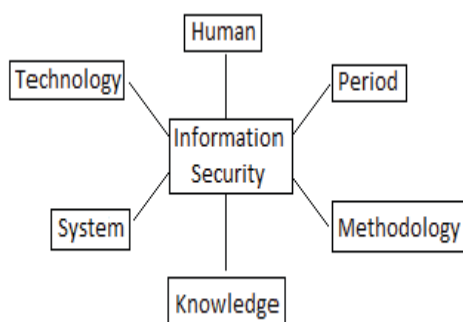 Human
Technology
Period
Information
Security
System
Methodology
Knowledge